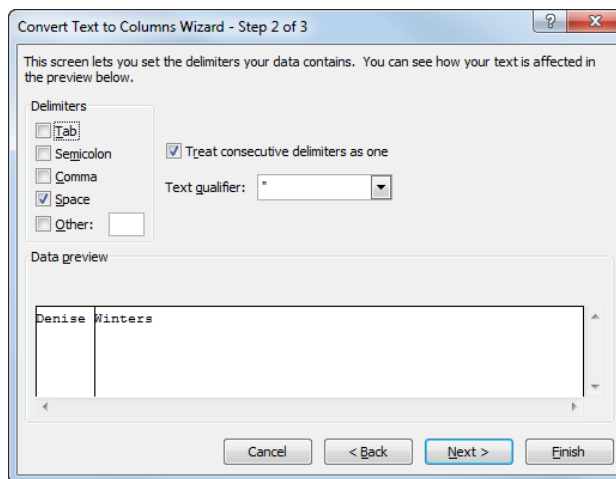 Convert Text to Columns Wizard - Step 2 of 3
This screen lets you set the delimiters your data contains. You can see how your text is affected in
the preview below.
Delimiters
Tab
Semicolon
Comma
Space
Other:
Treat consecutive delimiters as one
Text qualifier: "
Data preview
Denise Winters
Cancel
< Back
Next >
Finish